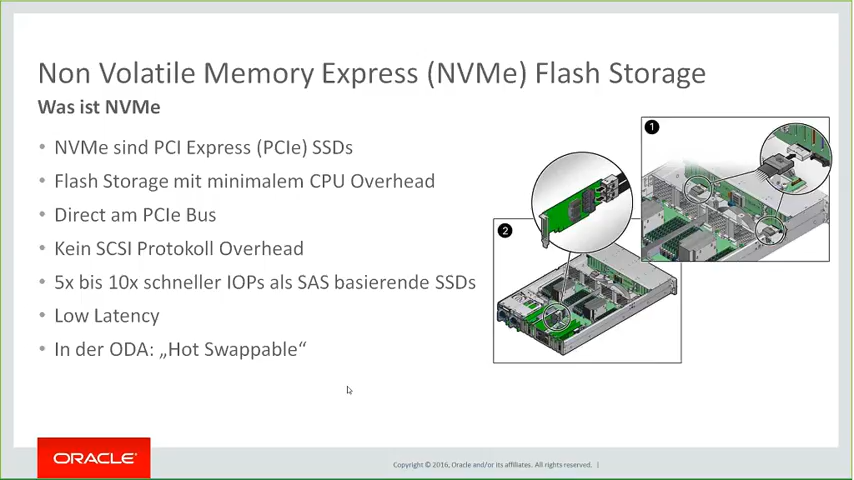 Non Volatile Memory Express (NVMe) Flash Storage
Was ist NVMe
• NVMe sind PCI Express (PCIe) SSDs
• Flash Storage mit minimalem CPU Overhead
• Direct am PCIe Bus
• Kein SCSI Protokoll Overhead
• 5x bis 10x schneller IOPs als SAS basierende SSDs
• Low Latency
• In der ODA: „Hot Swappable“
1
2
ORACLE®
Copyright © 2016, Oracle and/or its affiliates. All rights reserved. |